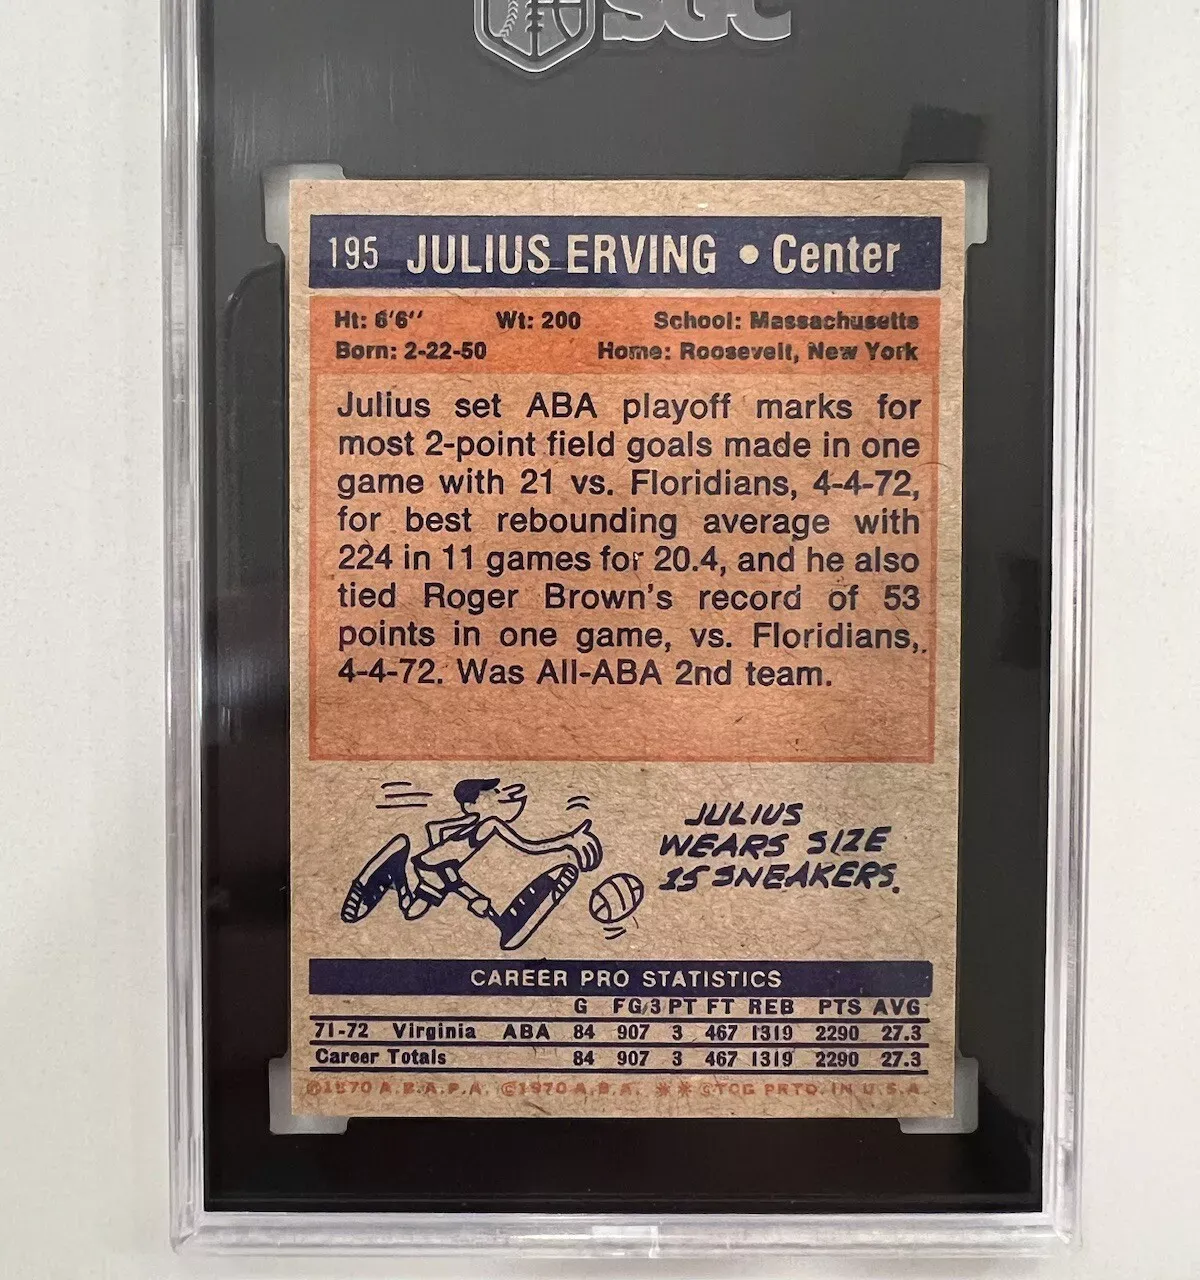 SGC
195 JULIUS ERVING • Center
Ht: 6'6'' Wt: 200 School: Massachusetts
Born: 2-22-50 Home: Roosevelt, New York
Julius set ABA playoff marks for
most 2-point field goals made in one
game with 21 vs. Floridians, 4-4-72,
for best rebounding average with
224 in 11 games for 20.4, and he also
tied Roger Brown's record of 53
points in one game, vs. Floridians,.
4-4-72. Was All-ABA 2nd team.
JULIUS
WEARS SIZE
15 SNEAKERS.
CAREER PRO STATISTICS
G FG/3 PT FT REB PTS AVG
71-72 Virginia ABA 84 907 3 467 1319 2290 27.3
Career Totals 84 907 3 467 1319 2290 27.3
©1970 A.B.A.P.A. ©1970 A.B.A. ** ©TCG PRTD. IN U.S.A